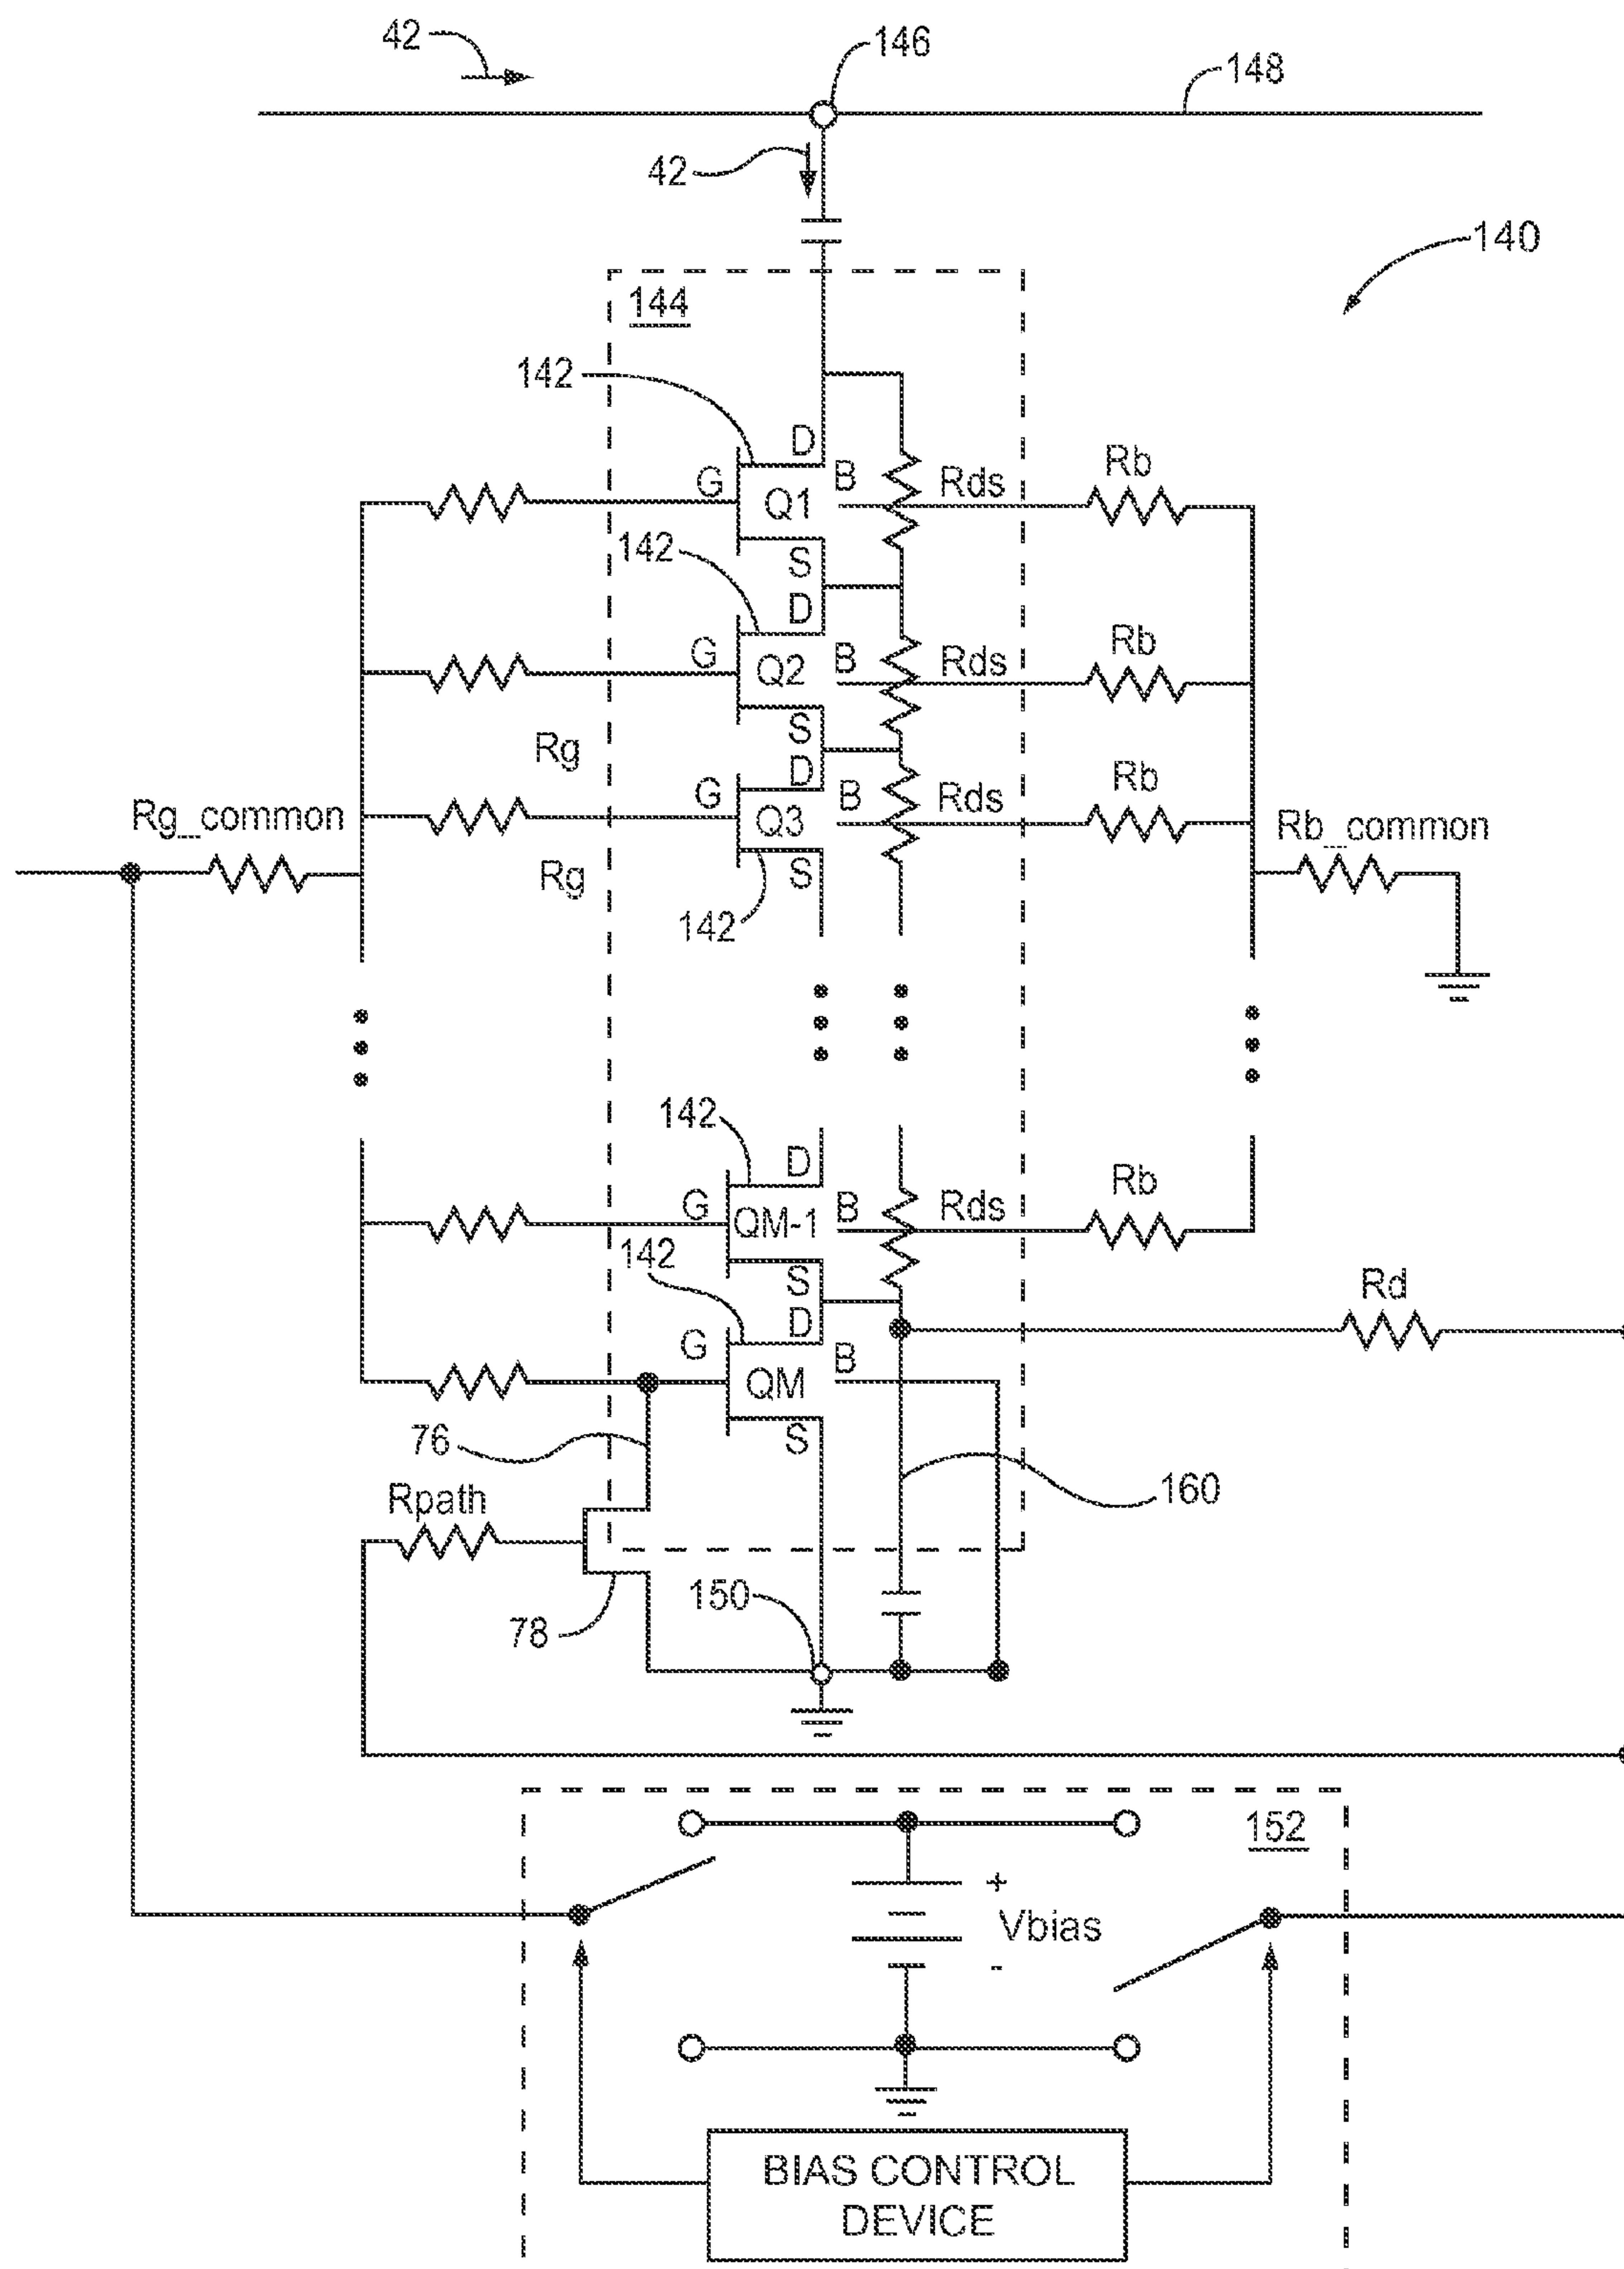 42
146
148
42
140
144
142
D
G
Q1
B
Rds
Rb
142
S
D
G
Q2
B
Rds
Rb
S
Rg
D
G
Q3
B
Rds
Rb
Rg_common
Rb_common
Rg
S
142
142
D
G
QM-1
B
Rds
Rb
142
S
Rd
D
G
QM
B
76
S
Rpath
160
150
78
152
+
Vbias
-
BIAS CONTROL
DEVICE